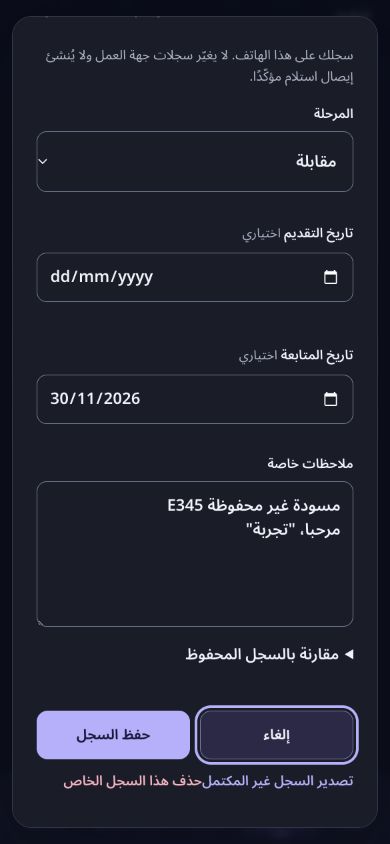 سجلك على هذا الهاتف. لا يغيّر سجلات جهة العمل ولا يُنشئ
إيصال استلام مؤكّدًا.
المرحلة
مقابلة
تاريخ التقديم اختياري
dd/mm/yyyy
تاريخ المتابعة اختياري
30/11/2026
ملاحظات خاصة
مسودة غير محفوظة E345
مرحبا، "تجربة"
مقارنة بالسجل المحفوظ
إلغاء
حفظ السجل
تصدير السجل غير المكتمل
حذف هذا السجل الخاص